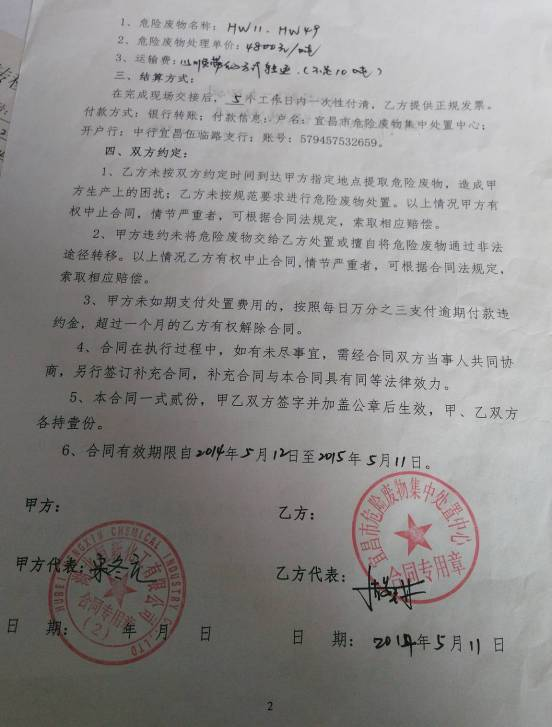 1、危险废物名称：HW11、HW49
2、危险废物处理单价：4800元/吨
3、运输费：方式 （不足10吨）
三、结算方式：
在完成现场交接后，5个工作日内一次性付清，乙方提供正规发票。
付款方式：银行转账；付款信息：户名：宜昌市危险废物集中处置中心；
开户行：中行宜昌伍临路支行；账号：579457532659。
四、双方约定：
1、乙方未按双方约定时间到达甲方指定地点提取危险废物，造成甲
方生产上的困扰；乙方未按规范要求进行危险废物处置。以上情况甲方有
权中止合同，情节严重者，可根据合同法规定，索取相应赔偿。
2、甲方违约未将危险废物交给乙方处置或擅自将危险废物通过非法
途径转移。以上情况乙方有权中止合同,情节严重者，可根据合同法规定，
索取相应赔偿。
3、甲方未如期支付处置费用的，按照每日万分之三支付逾期付款违
约金，超过一个月的乙方有权解除合同。
4、合同在执行过程中，如有未尽事宜，需经合同双方当事人共同协
商，另行签订补充合同，补充合同与本合同具有同等法律效力。
5、本合同一式贰份，甲乙双方签字并加盖公章后生效，甲、乙双方
各持壹份。
6、合同有效期限自2014年5月12日至2015年5月11日。
甲方：
乙方：
宜昌市危险废物集中处置中心
合同专用章
甲方代表：
HUBEI CHEMICAL INDUSTRY CO., LTD
化工有限公司
合同专用章
(2)
乙方代表：
日 期： 年 月 日
日 期：2014年5月11日
2